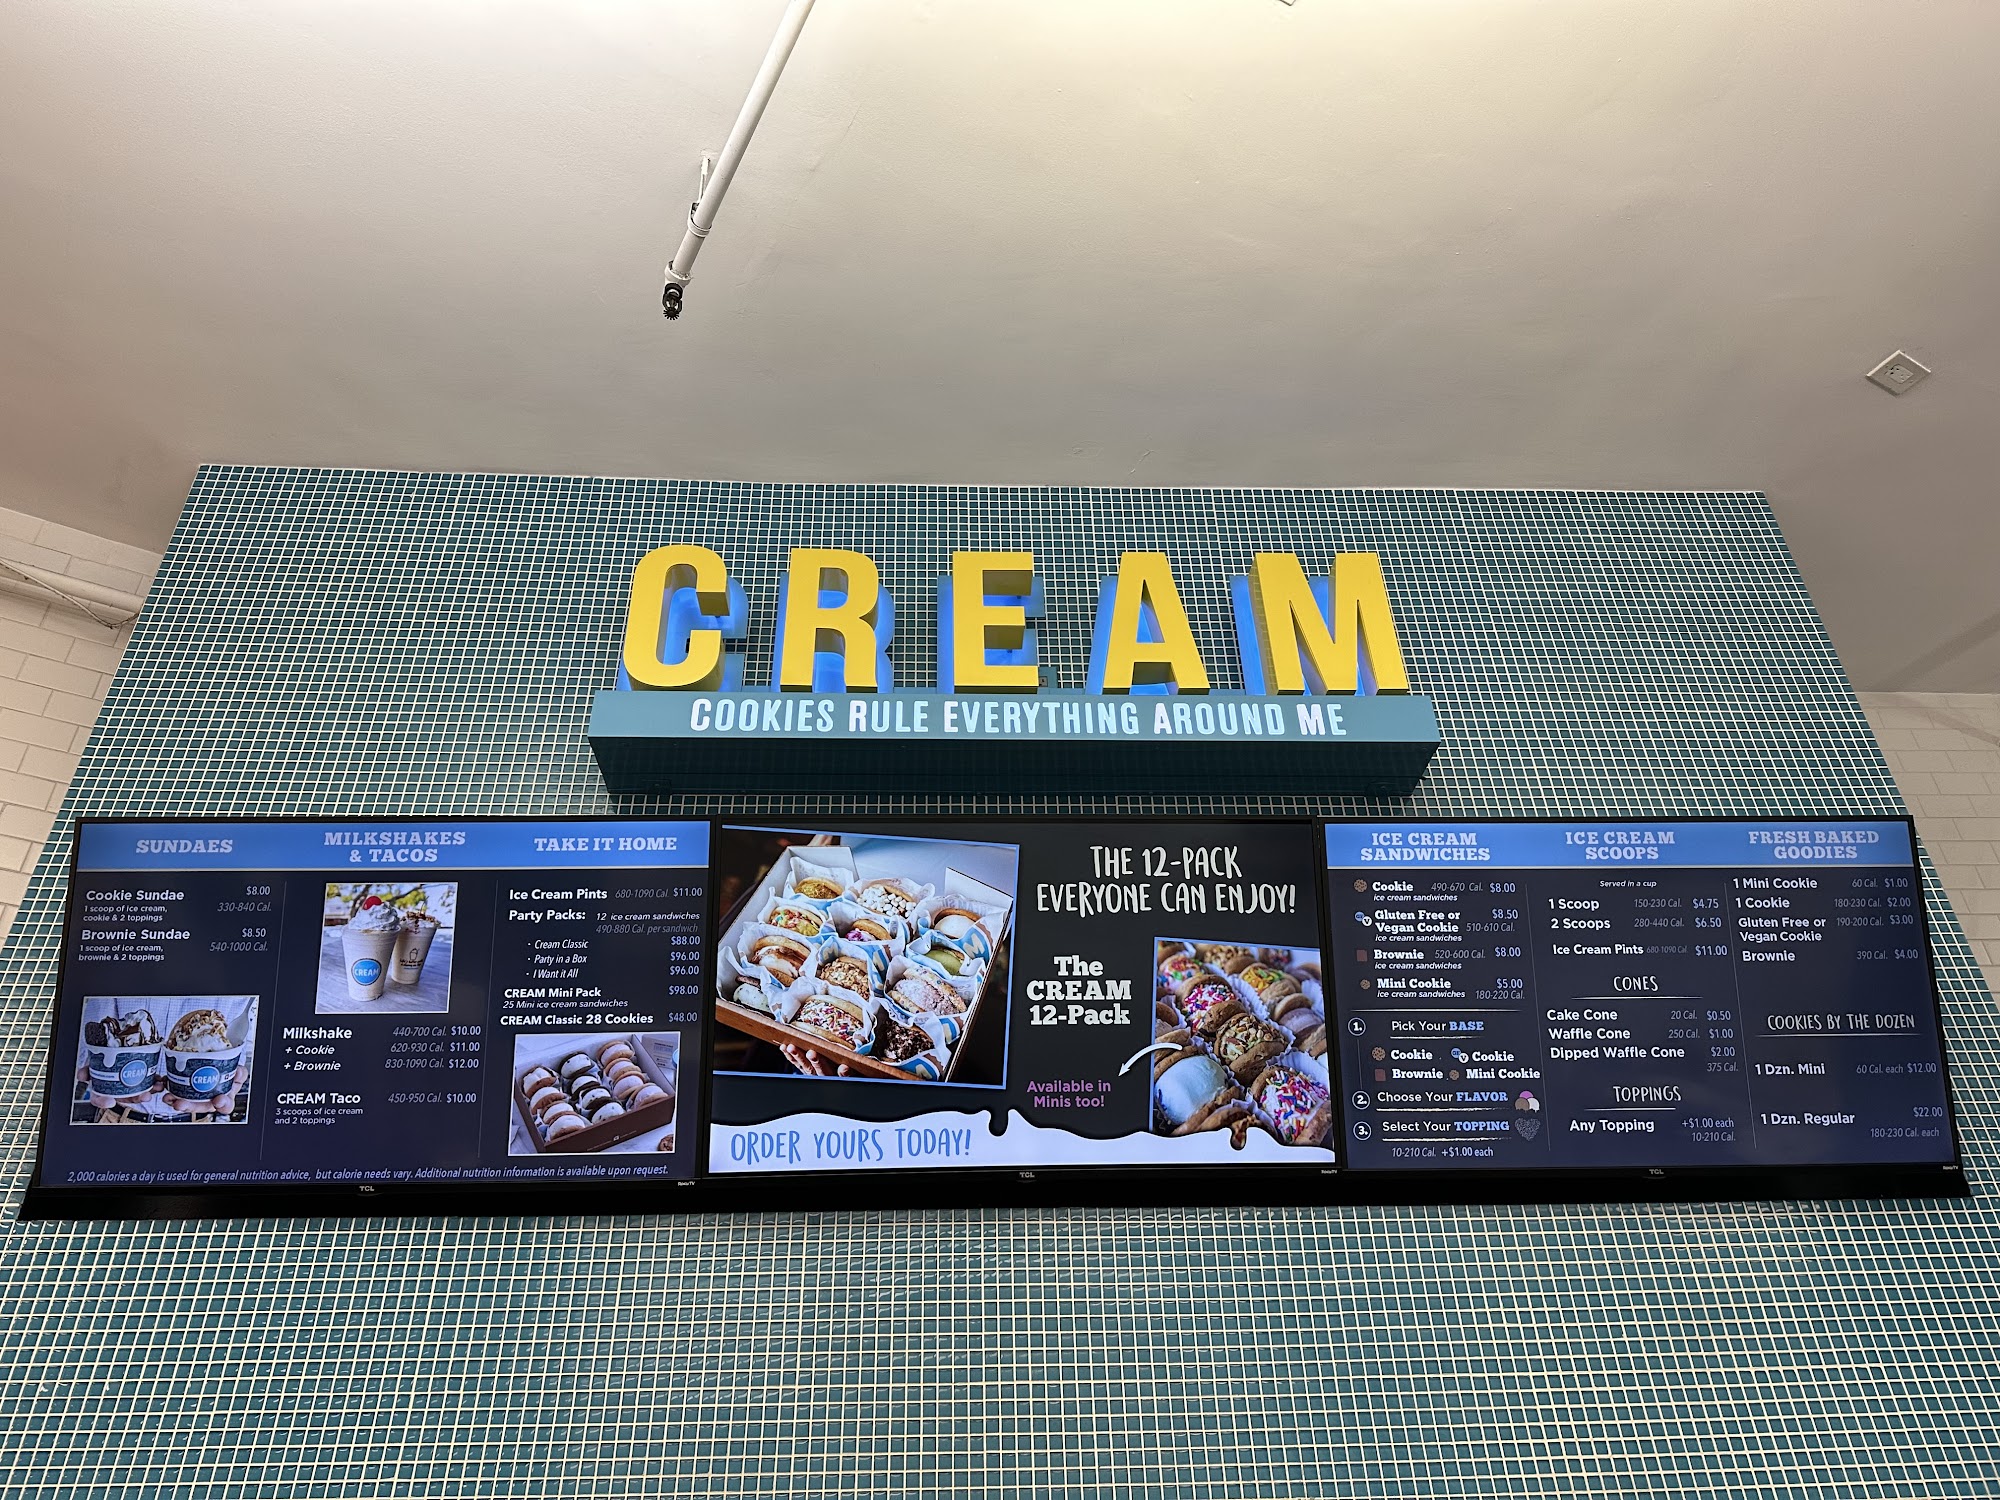 CREAM
COOKIES RULE EVERYTHING AROUND ME
SUNDAES
Cookie Sundae $8.00
1 scoop of ice cream, 330-840 Cal.
cookie & 2 toppings
Brownie Sundae $8.50
1 scoop of ice cream, 540-1000 Cal.
brownie & 2 toppings
CREAM
CREAM
MILKSHAKES
& TACOS
CREAM
Milkshake 440-700 Cal. $10.00
+ Cookie 620-930 Cal. $11.00
+ Brownie 830-1090 Cal. $12.00
CREAM Taco 450-950 Cal. $10.00
3 scoops of ice cream
and 2 toppings
TAKE IT HOME
Ice Cream Pints 680-1090 Cal. $11.00
Party Packs: 12 ice cream sandwiches
490-880 Cal. per sandwich
· Cream Classic $88.00
· Party in a Box $96.00
· I Want it All $96.00
CREAM Mini Pack $98.00
25 Mini ice cream sandwiches
CREAM Classic 28 Cookies $48.00
2,000 calories a day is used for general nutrition advice, but calorie needs vary. Additional nutrition information is available upon request.
TCL
RokuTV
THE 12-PACK
EVERYONE CAN ENJOY!
The
CREAM
12-Pack
Available in
Minis too!
ORDER YOURS TODAY!
TCL
RokuTV
ICE CREAM
SANDWICHES
Cookie 490-670 Cal. $8.00
ice cream sandwiches
Gluten Free or $8.50
Vegan Cookie 510-610 Cal.
ice cream sandwiches
Brownie 520-600 Cal. $8.00
ice cream sandwiches
Mini Cookie $5.00
ice cream sandwiches 180-220 Cal.
1. Pick Your BASE
Cookie Cookie
Brownie Mini Cookie
2. Choose Your FLAVOR
3. Select Your TOPPING
10-210 Cal. +$1.00 each
ICE CREAM
SCOOPS
Served in a cup
1 Scoop 150-230 Cal. $4.75
2 Scoops 280-440 Cal. $6.50
Ice Cream Pints 680-1090 Cal. $11.00
CONES
Cake Cone 20 Cal. $0.50
Waffle Cone 250 Cal. $1.00
Dipped Waffle Cone $2.00
375 Cal.
TOPPINGS
Any Topping +$1.00 each
10-210 Cal.
FRESH BAKED
GOODIES
1 Mini Cookie 60 Cal. $1.00
1 Cookie 180-230 Cal. $2.00
Gluten Free or 190-200 Cal. $3.00
Vegan Cookie
Brownie 390 Cal. $4.00
COOKIES BY THE DOZEN
1 Dzn. Mini 60 Cal. each $12.00
1 Dzn. Regular $22.00
180-230 Cal. each
TCL
RokuTV